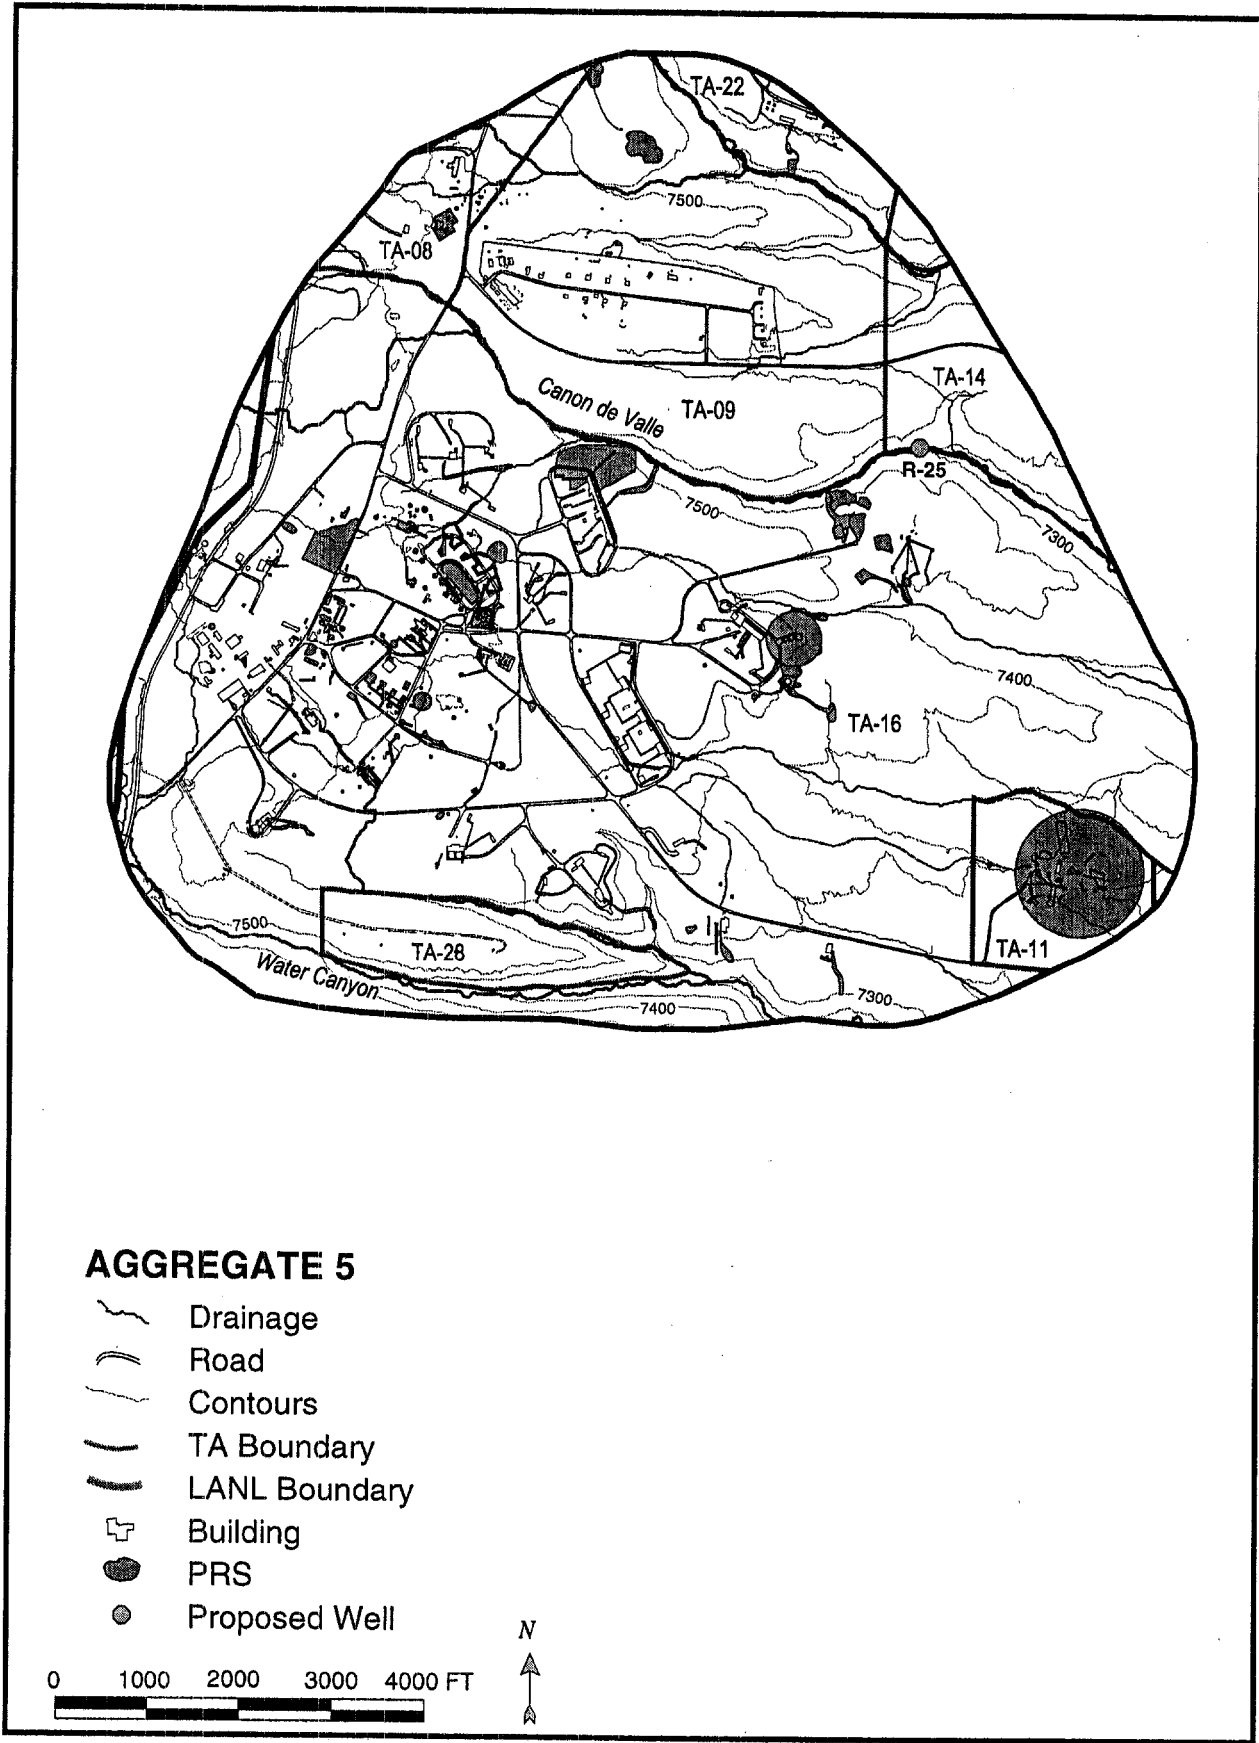 TA-22
7500
TA-08
TA-14
Canon de Valle
TA-09
R-25
7500
7300
7400
TA-16
7500
TA-28
TA-11
Water Canyon
7300
7400
AGGREGATE 5
Drainage
Road
Contours
TA Boundary
LANL Boundary
Building
PRS
Proposed Well
N
0 1000 2000 3000 4000 FT